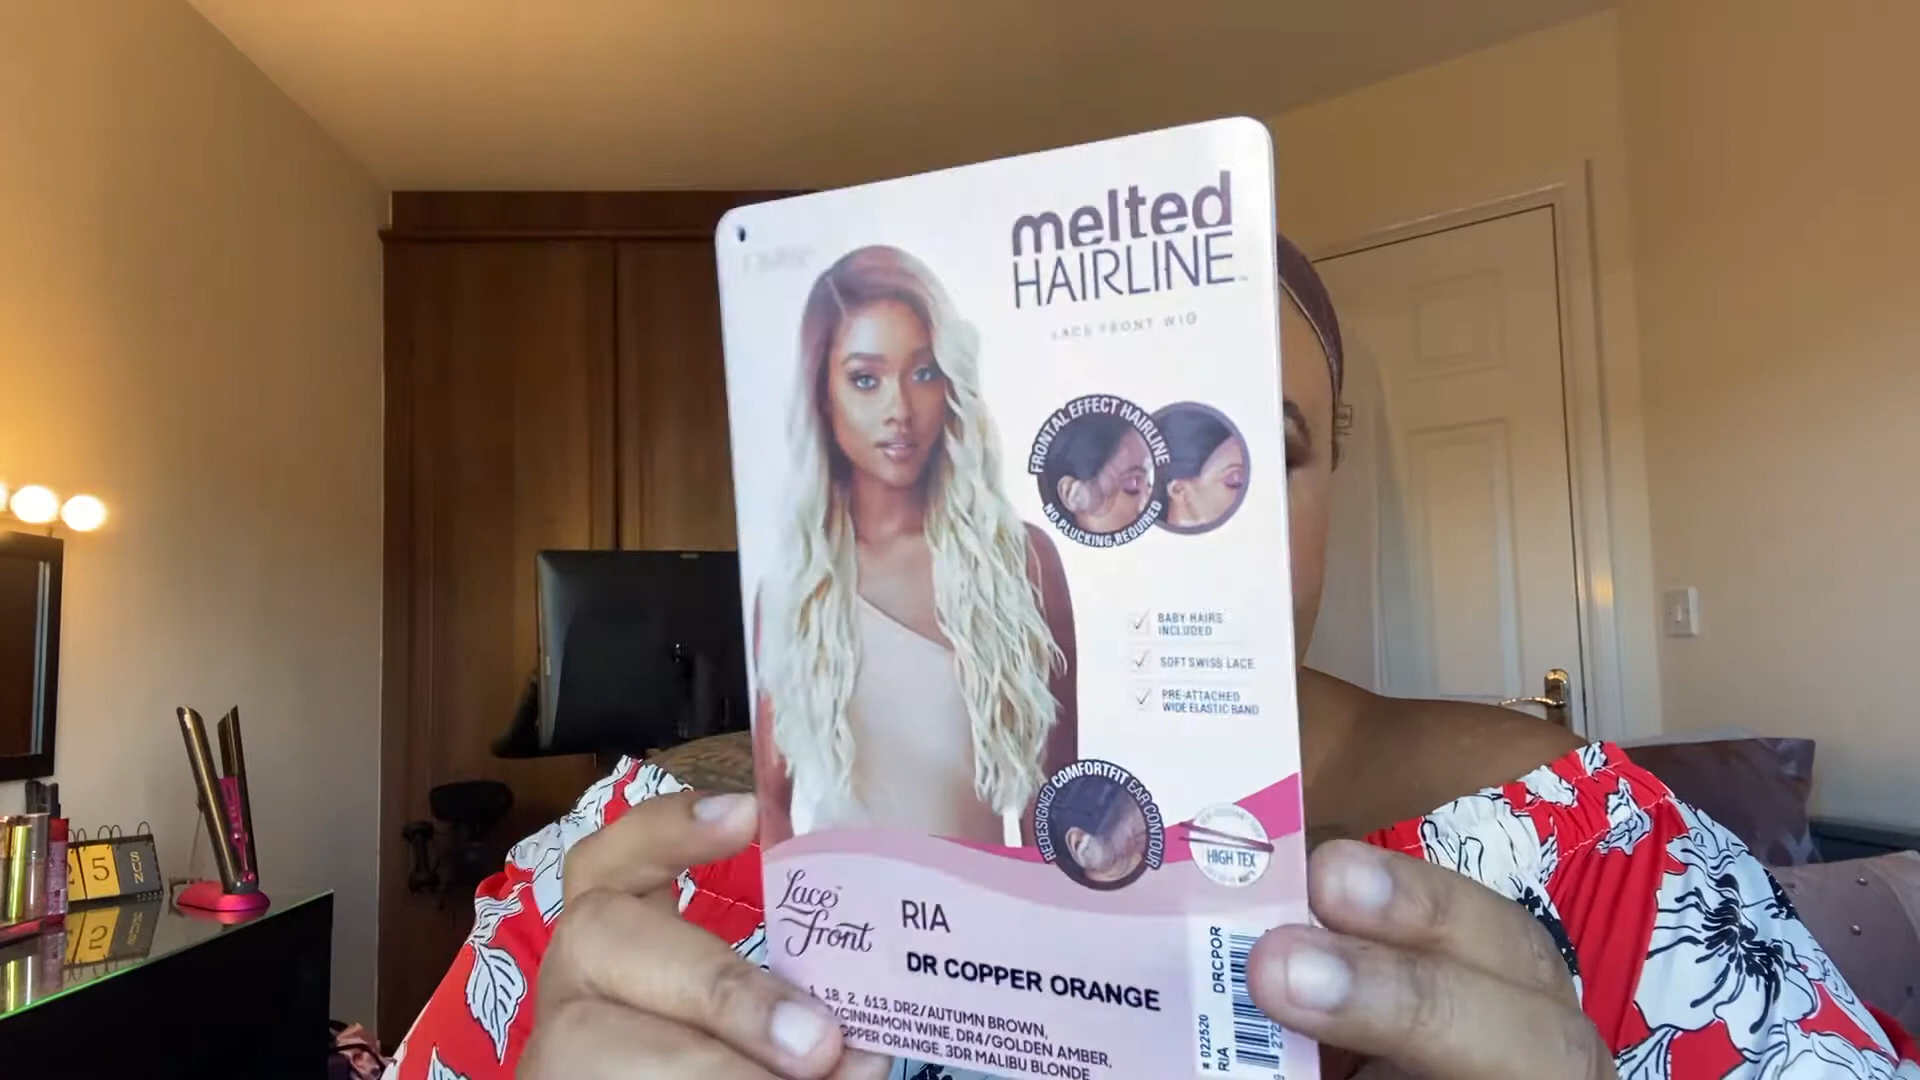 melted
HAIRLINE
LACE FRONT WIG
FRONTAL EFFECT HAIRLINE
NO PLUCKING REQUIRED
BABY HAIRS
INCLUDED
SOFT SWISS LACE
PRE-ATTACHED
WIDE ELASTIC BAND
REDESIGNED COMFORTFIT EAR CONTOUR
HIGH TEX
Lace
Front
RIA
DR COPPER ORANGE
1, 1B, 2, 613, DR2/AUTUMN BROWN,
/CINNAMON WINE, DR4/GOLDEN AMBER,
OPPER ORANGE, 3DR MALIBU BLONDE
# 022520
RIA
DRCPOR
5
SUN